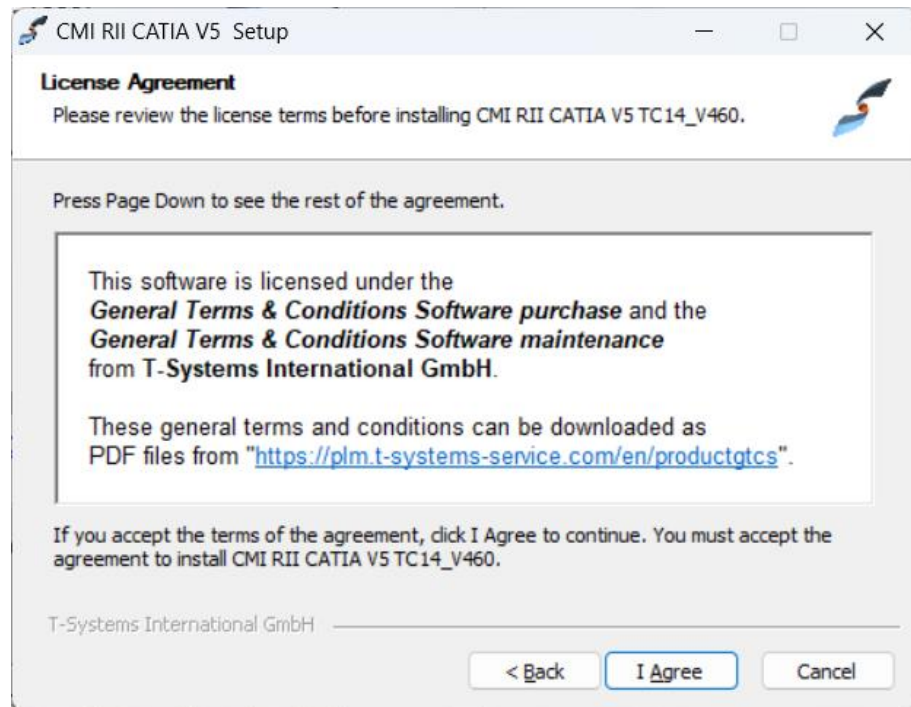 CMI RII CATIA V5  Setup
License Agreement
Please review the license terms before installing CMI RII CATIA V5 TC14_V460.
Press Page Down to see the rest of the agreement.
This software is licensed under the
General Terms & Conditions Software purchase and the
General Terms & Conditions Software maintenance
from T-Systems International GmbH.
These general terms and conditions can be downloaded as
PDF files from "https://plm.t-systems-service.com/en/productgtcs".
If you accept the terms of the agreement, click I Agree to continue. You must accept the
agreement to install CMI RII CATIA V5 TC14_V460.
T-Systems International GmbH
< Back I Agree Cancel